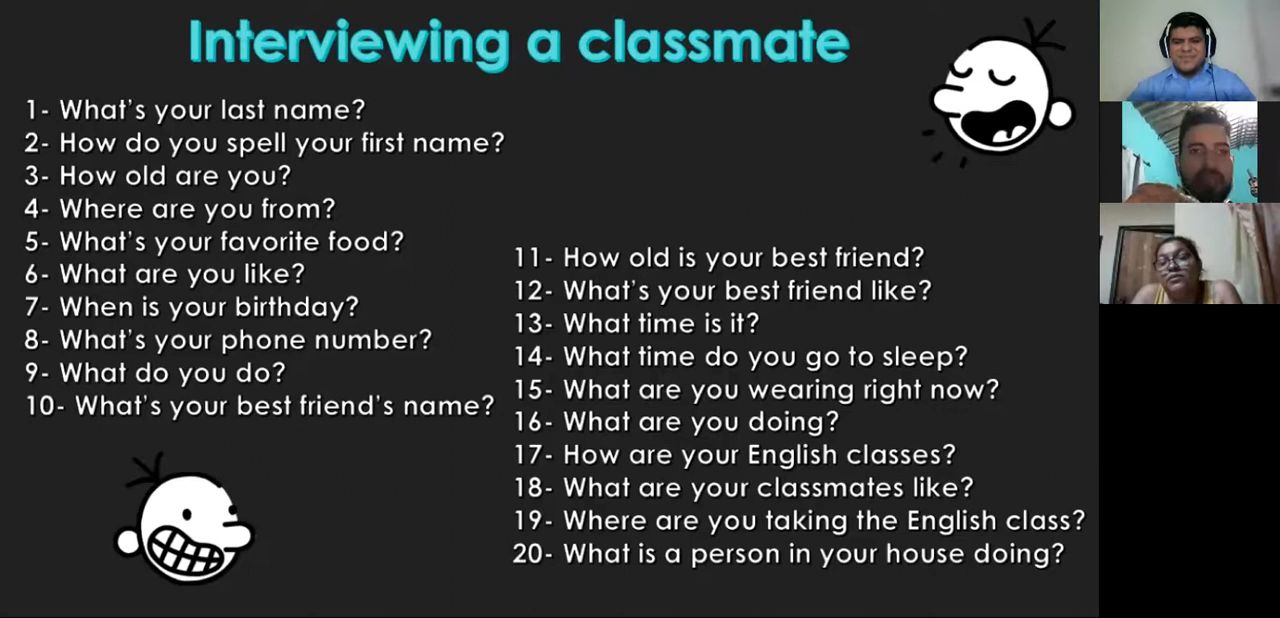 Interviewing a classmate
1- What's your last name?
2- How do you spell your first name?
3- How old are you?
4- Where are you from?
5- What's your favorite food?
6- What are you like?
7- When is your birthday?
8- What's your phone number?
9- What do you do?
10- What's your best friend's name?
11- How old is your best friend?
12- What's your best friend like?
13- What time is it?
14- What time do you go to sleep?
15- What are you wearing right now?
16- What are you doing?
17- How are your English classes?
18- What are your classmates like?
19- Where are you taking the English class?
20- What is a person in your house doing?